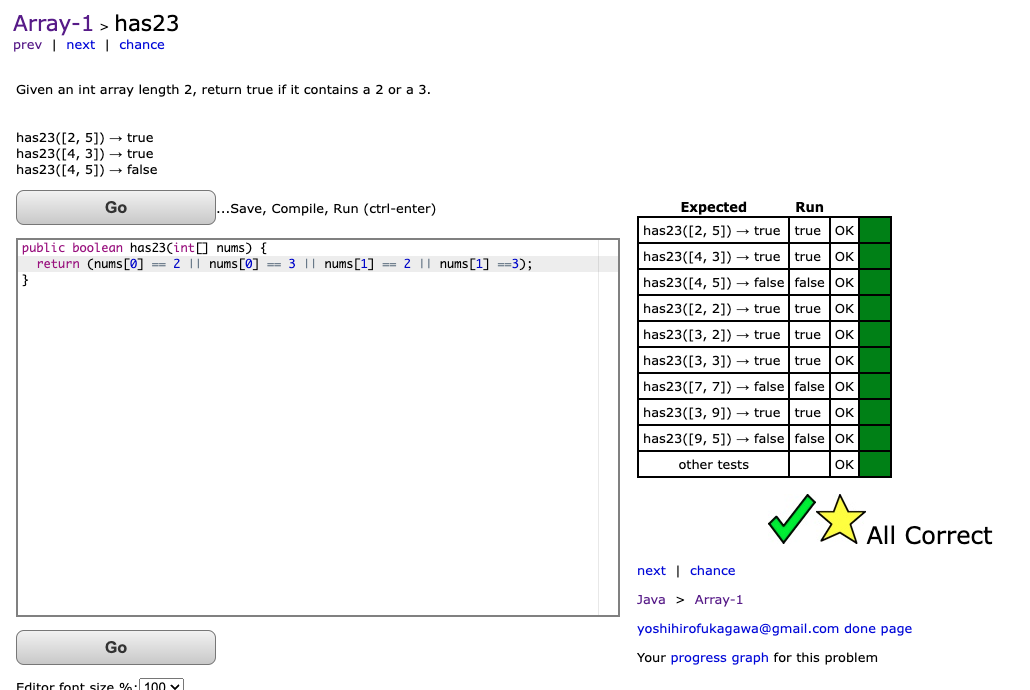 Array-1 > has23
prev | next | chance
Given an int array length 2, return true if it contains a 2 or a 3.
has23([2, 5]) → true
has23([4, 3]) → true
has23([4, 5]) → false
Go ...Save, Compile, Run (ctrl-enter)
public boolean has23(int[] nums) {
  return (nums[0] == 2 || nums[0] == 3 || nums[1] == 2 || nums[1] ==3);
}
Go
Editor font size %: 100
Expected Run
has23([2, 5]) → true true OK
has23([4, 3]) → true true OK
has23([4, 5]) → false false OK
has23([2, 2]) → true true OK
has23([3, 2]) → true true OK
has23([3, 3]) → true true OK
has23([7, 7]) → false false OK
has23([3, 9]) → true true OK
has23([9, 5]) → false false OK
other tests OK
All Correct
next | chance
Java > Array-1
yoshihirofukagawa@gmail.com done page
Your progress graph for this problem